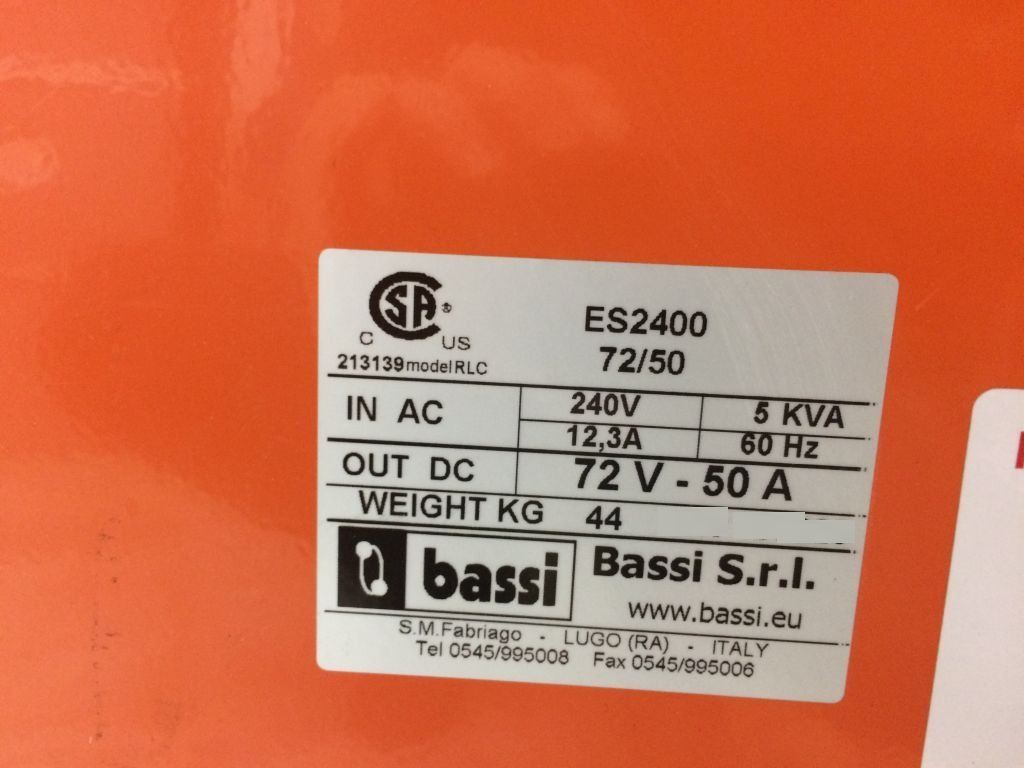 CSA®
C US
213139 model RLC
ES2400
72/50
IN AC 240V 5 KVA
12,3A 60 Hz
OUT DC 72 V - 50 A
WEIGHT KG 44
bassi Bassi S.r.l.
www.bassi.eu
S.M.Fabriago - LUGO (RA) - ITALY
Tel 0545/995008 Fax 0545/995006